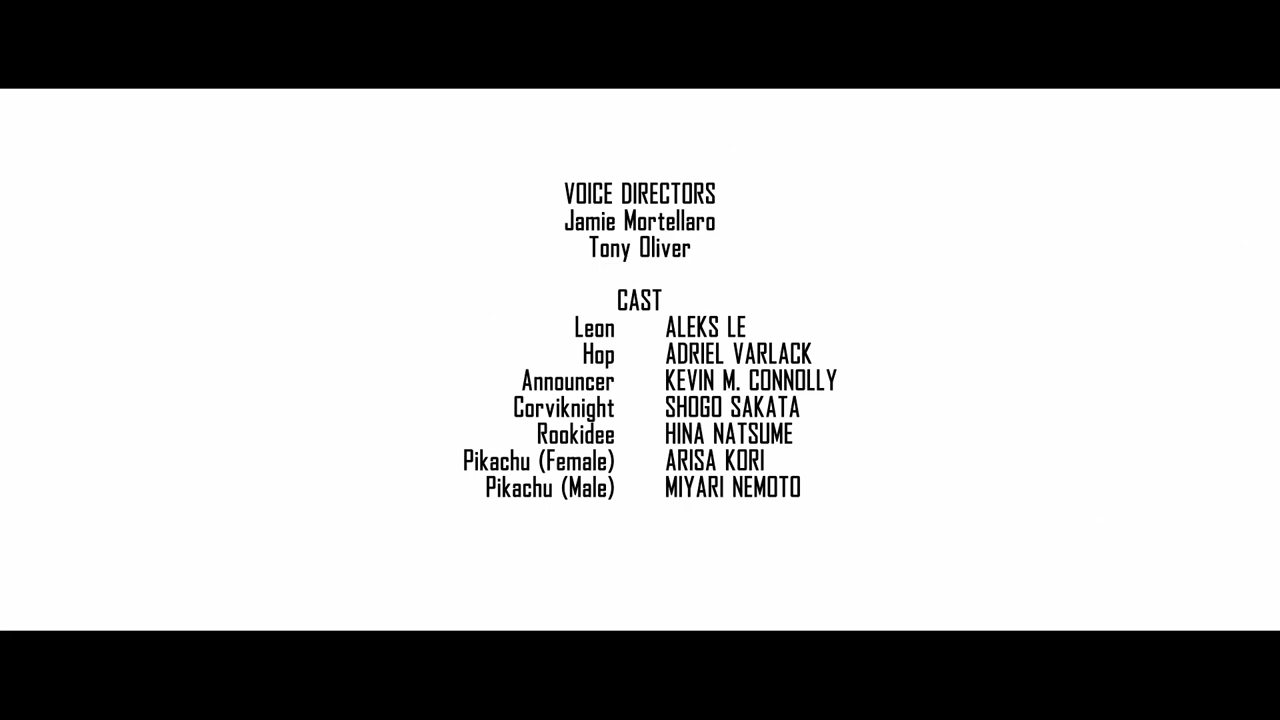 VOICE DIRECTORS
Jamie Mortellaro
Tony Oliver
CAST
Leon ALEKS LE
Hop ADRIEL VARLACK
Announcer KEVIN M. CONNOLLY
Corviknight SHOGO SAKATA
Rookidee HINA NATSUME
Pikachu (Female) ARISA KORI
Pikachu (Male) MIYARI NEMOTO